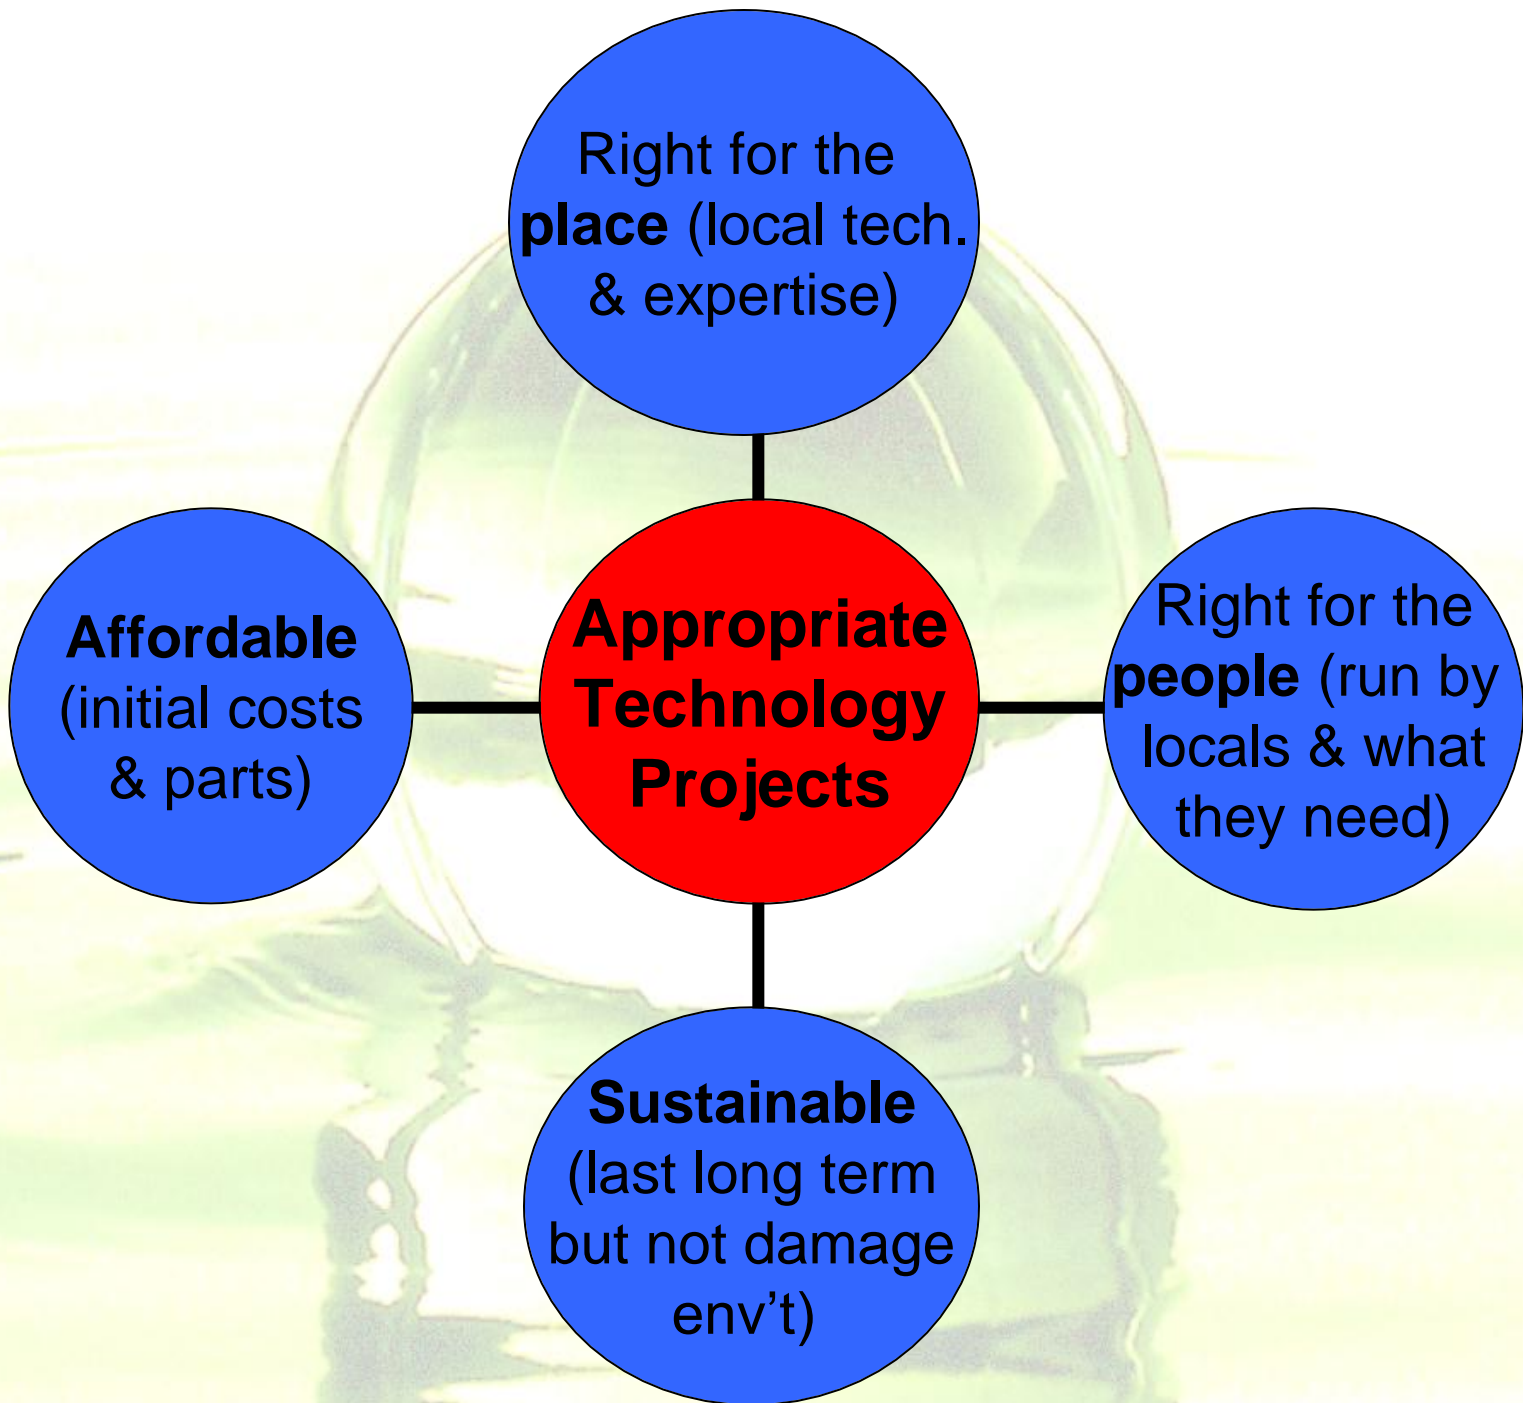 Right for the
place (local tech.
& expertise)
Affordable
(initial costs
& parts)
Appropriate
Technology
Projects
Right for the
people (run by
locals & what
they need)
Sustainable
(last long term
but not damage
env’t)